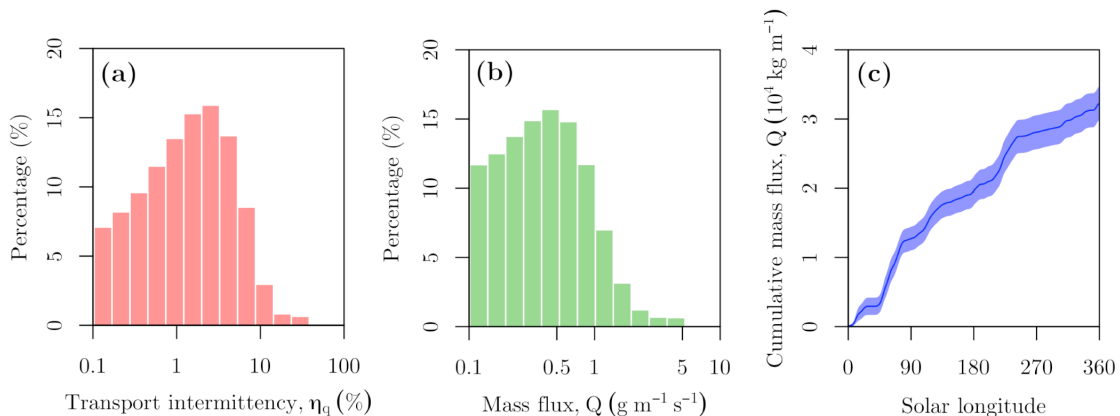 (a)
Percentage (%)
20
15
10
5
0
0.1 1 10 100
Transport intermittency, ηq (%)
(b)
Percentage (%)
20
15
10
5
0
0.1 0.5 1 5 10
Mass flux, Q (g m⁻¹ s⁻¹)
(c)
Cumulative mass flux, Q (10⁴ kg m⁻¹)
4
3
2
1
0
0 90 180 270 360
Solar longitude